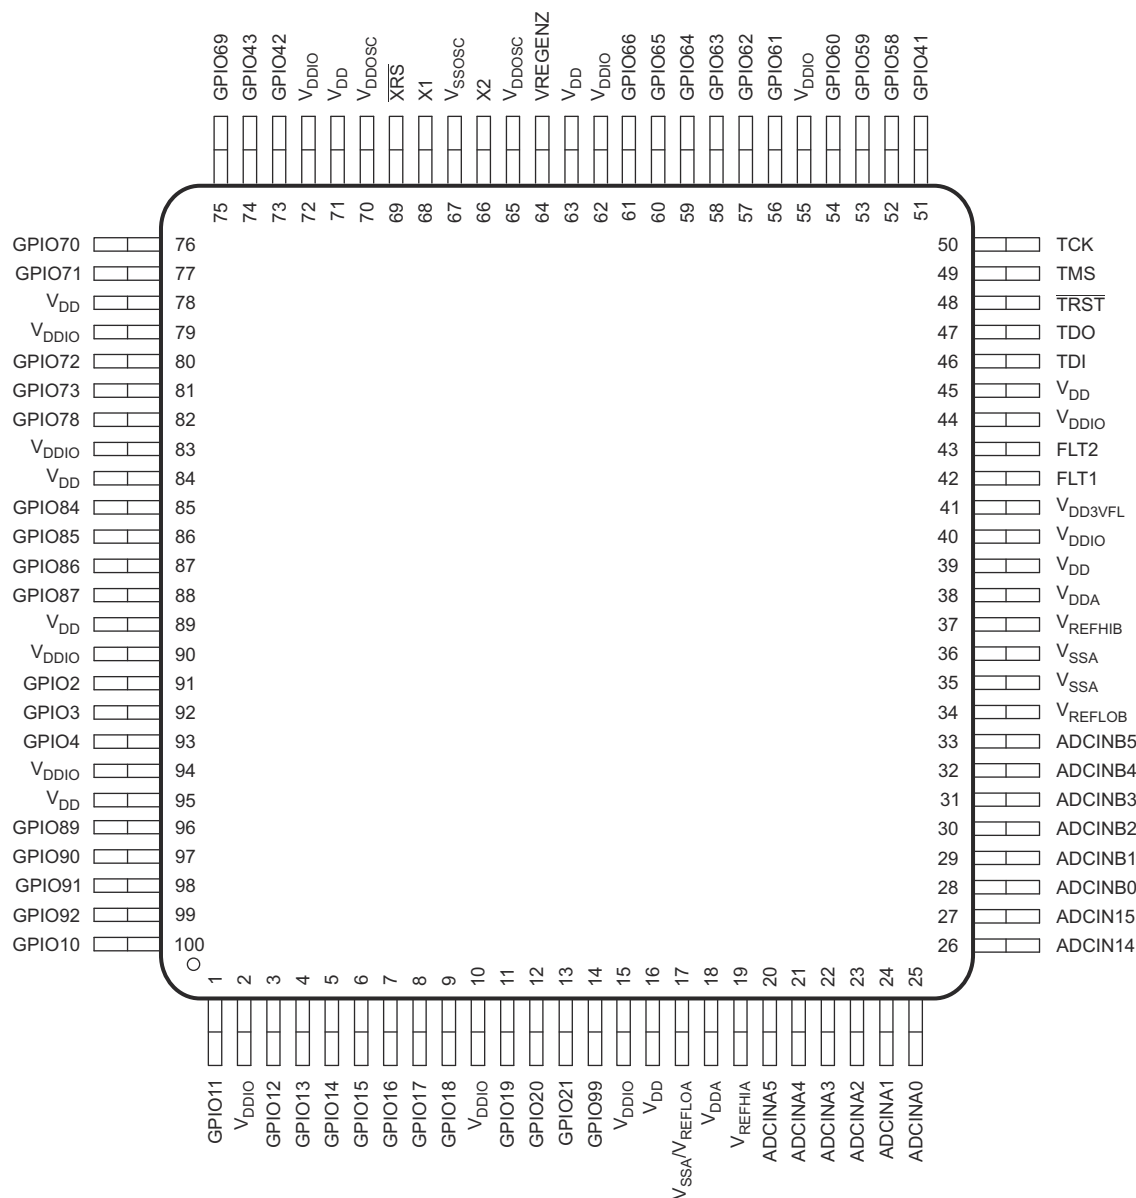 GPIO69 GPIO43 GPIO42 VDDIO VDD VDDOSC XRS X1 VSSOSC X2 VDDOSC VREGENZ VDD VDDIO GPIO66 GPIO65 GPIO64 GPIO63 GPIO62 GPIO61 VDDIO GPIO60 GPIO59 GPIO58 GPIO41
75 74 73 72 71 70 69 68 67 66 65 64 63 62 61 60 59 58 57 56 55 54 53 52 51
GPIO70 76 50 TCK
GPIO71 77 49 TMS
VDD 78 48 TRST
VDDIO 79 47 TDO
GPIO72 80 46 TDI
GPIO73 81 45 VDD
GPIO78 82 44 VDDIO
VDDIO 83 43 FLT2
VDD 84 42 FLT1
GPIO84 85 41 VDD3VFL
GPIO85 86 40 VDDIO
GPIO86 87 39 VDD
GPIO87 88 38 VDDA
VDD 89 37 VREFHIB
VDDIO 90 36 VSSA
GPIO2 91 35 VSSA
GPIO3 92 34 VREFLOB
GPIO4 93 33 ADCINB5
VDDIO 94 32 ADCINB4
VDD 95 31 ADCINB3
GPIO89 96 30 ADCINB2
GPIO90 97 29 ADCINB1
GPIO91 98 28 ADCINB0
GPIO92 99 27 ADCIN15
GPIO10 100 26 ADCIN14
1 2 3 4 5 6 7 8 9 10 11 12 13 14 15 16 17 18 19 20 21 22 23 24 25
GPIO11 VDDIO GPIO12 GPIO13 GPIO14 GPIO15 GPIO16 GPIO17 GPIO18 VDDIO GPIO19 GPIO20 GPIO21 GPIO99 VDDIO VDD VSSA/VREFLOA VDDA VREFHIA ADCINA5 ADCINA4 ADCINA3 ADCINA2 ADCINA1 ADCINA0